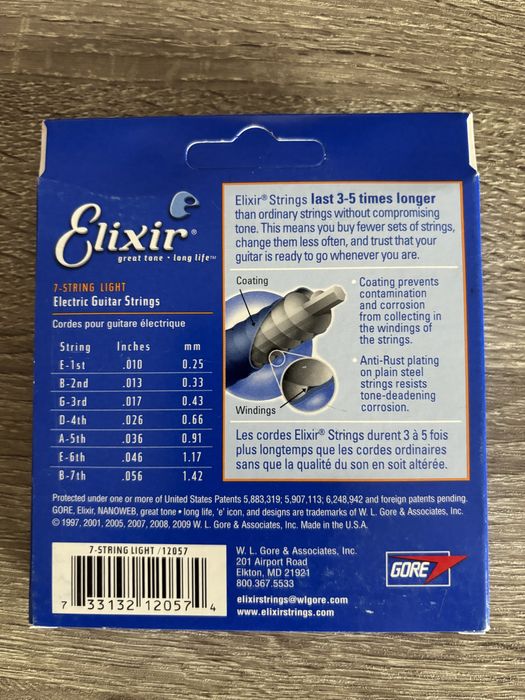 Elixir®
great tone • long life™
7-STRING LIGHT
Electric Guitar Strings
Cordes pour guitare électrique
String Inches mm
E-1st .010 0.25
B-2nd .013 0.33
G-3rd .017 0.43
D-4th .026 0.66
A-5th .036 0.91
E-6th .046 1.17
B-7th .056 1.42
Elixir® Strings last 3-5 times longer
than ordinary strings without compromising
tone. This means you buy fewer sets of strings,
change them less often, and trust that your
guitar is ready to go whenever you are.
Coating
Windings
• Coating prevents
contamination
and corrosion
from collecting in
the windings of
the strings.
• Anti-Rust plating
on plain steel
strings resists
tone-deadening
corrosion.
Les cordes Elixir® Strings durent 3 à 5 fois
plus longtemps que les cordes ordinaires
sans que la qualité du son en soit altérée.
Protected under one or more of United States Patents 5,883,319; 5,907,113; 6,248,942 and foreign patents pending.
GORE, Elixir, NANOWEB, great tone • long life, 'e' icon, and designs are trademarks of W. L. Gore & Associates, Inc.
© 1997, 2001, 2005, 2007, 2008, 2009 W. L. Gore & Associates, Inc. Made in the U.S.A.
7-STRING LIGHT / 12057
7 33132 12057 4
W. L. Gore & Associates, Inc.
201 Airport Road
Elkton, MD 21921
800.367.5533
elixirstrings@wlgore.com
www.elixirstrings.com
GORE